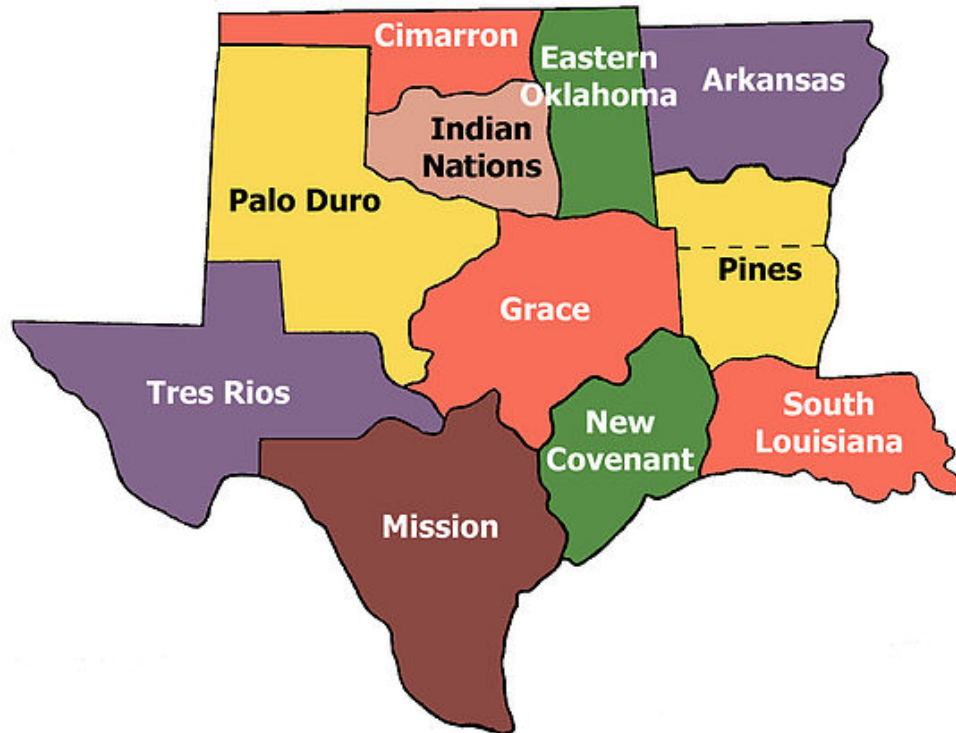 Cimarron
Eastern
Oklahoma
Arkansas
Indian
Nations
Palo Duro
Pines
Grace
Tres Rios
New
Covenant
South
Louisiana
Mission